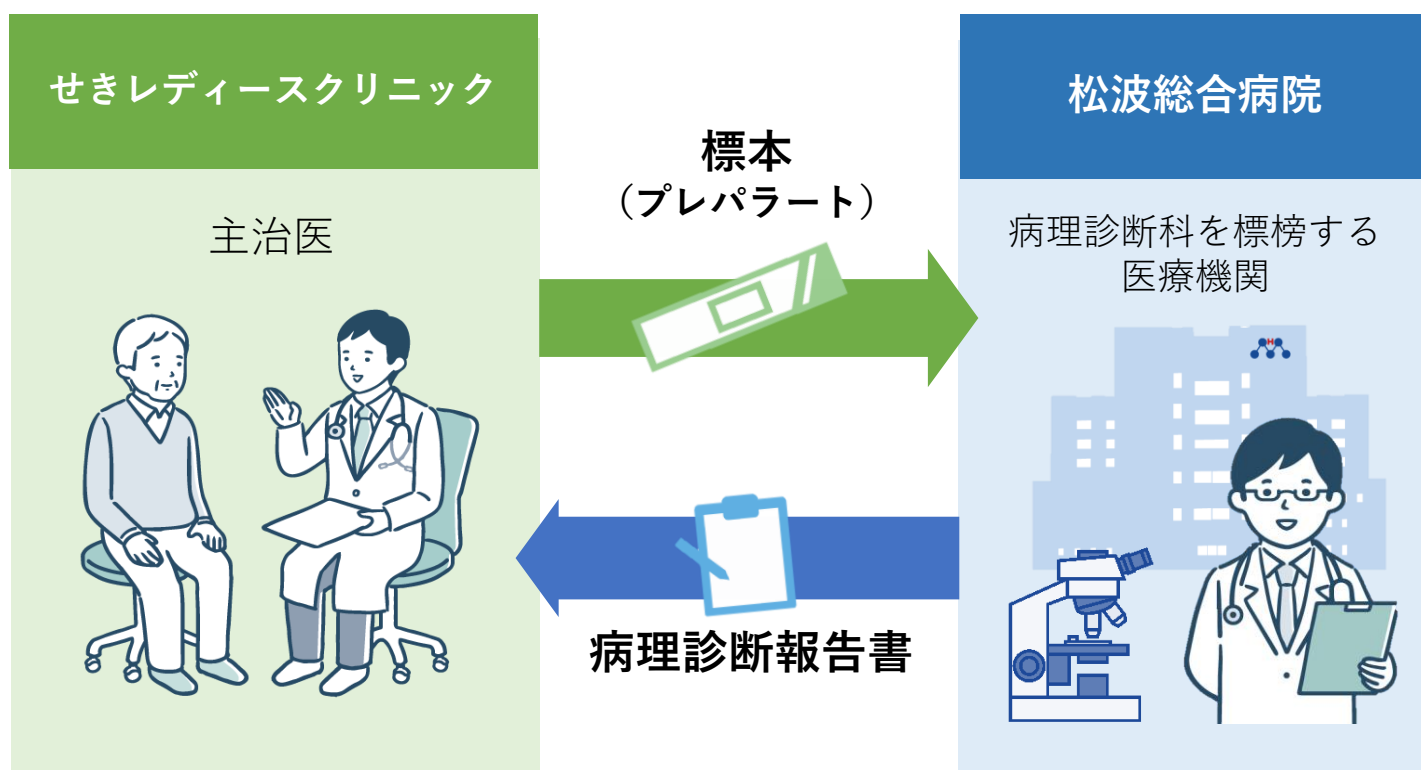 せきレディースクリニック
主治医
標本
（プレパラート）
病理診断報告書
松波総合病院
病理診断科を標榜する
医療機関
H